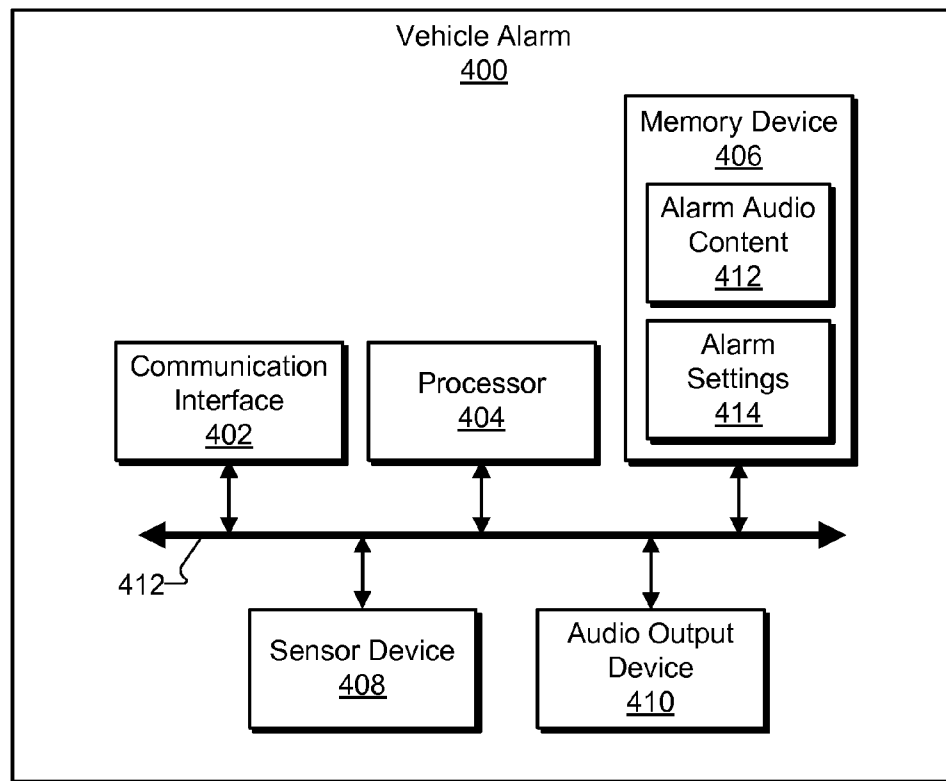 Vehicle Alarm
400
Memory Device
406
Alarm Audio
Content
412
Alarm
Settings
414
Communication
Interface
402
Processor
404
412
Sensor Device
408
Audio Output
Device
410